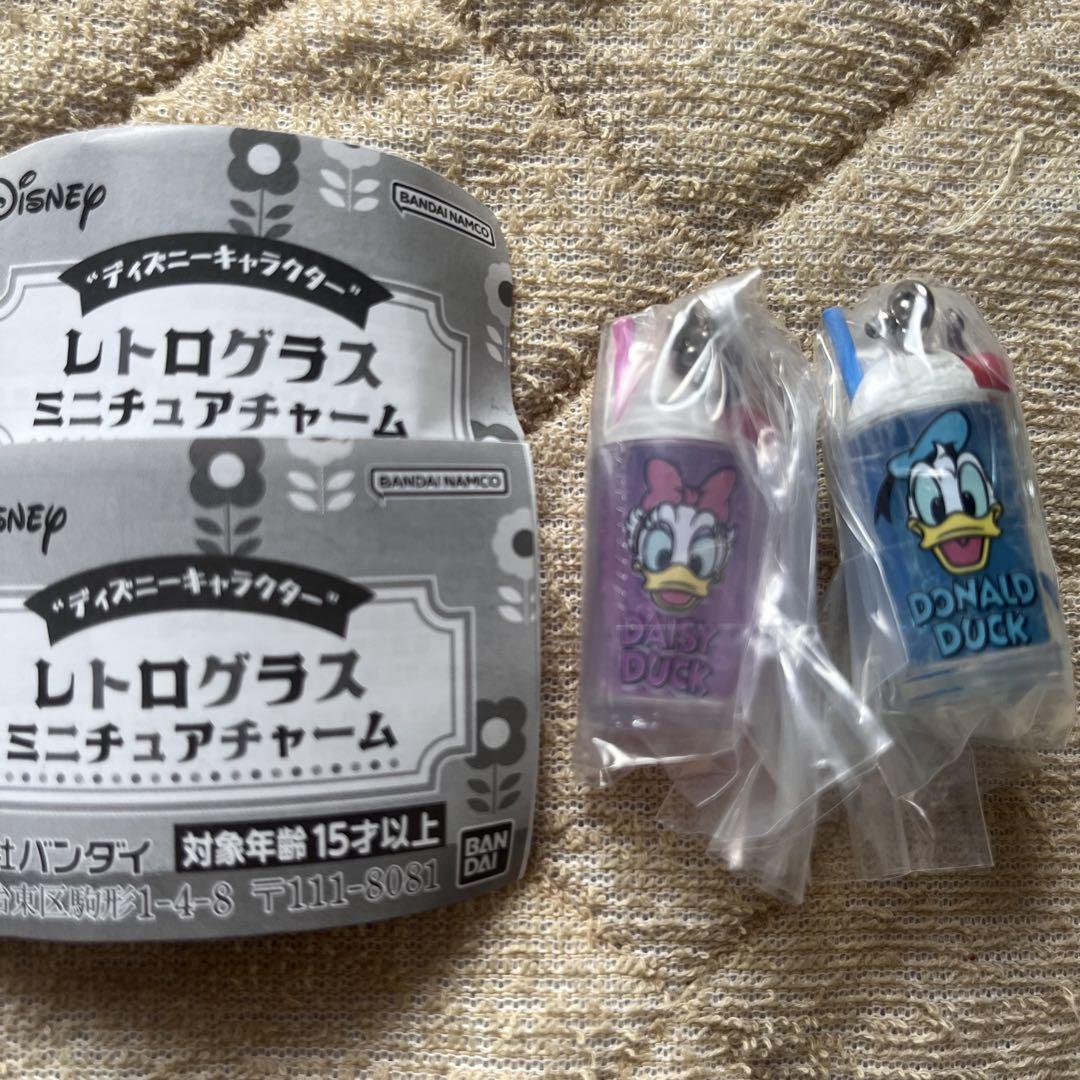 Disney
BANDAI NAMCO
"ディズニーキャラクター"
レトログラス
ミニチュアチャーム
SNEY
BANDAI NAMCO
"ディズニーキャラクター"
レトログラス
ミニチュアチャーム
社バンダイ 対象年齢15才以上
台東区駒形1-4-8 〒111-8081
BAN
DAI
DAISY
DUCK
DONALD
DUCK